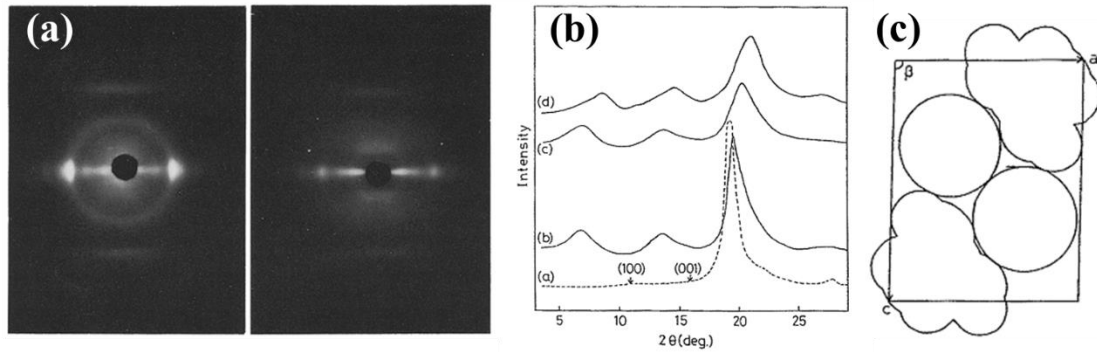 (a)
(b)
(c)
Intensity
(d)
(c)
(b)
(a)
(100)
(001)
5
10
15
20
25
2θ(deg.)
β
a
c